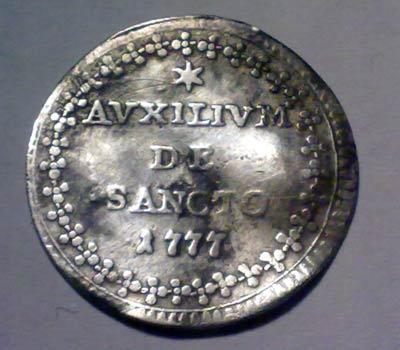 AVXILIVM
DE
SANCTO
1777